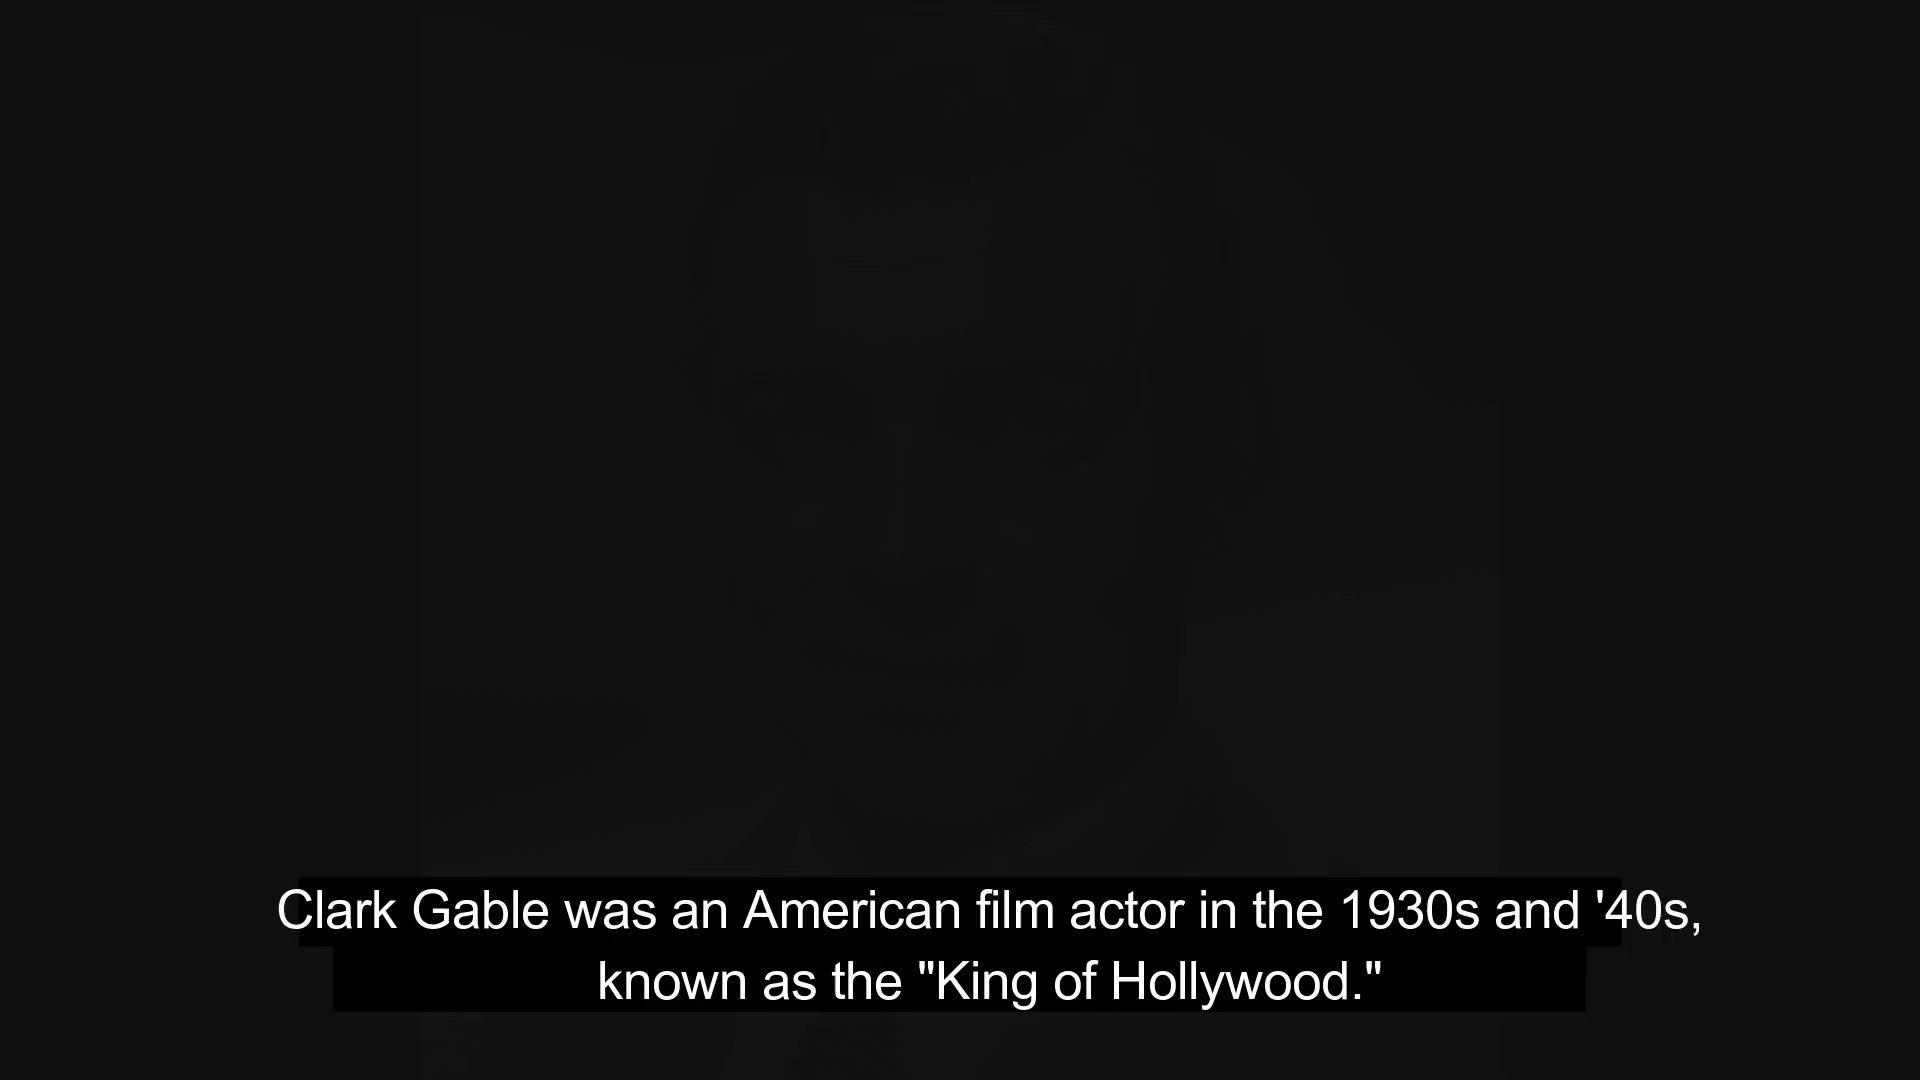 Clark Gable was an American film actor in the 1930s and '40s,
known as the "King of Hollywood."